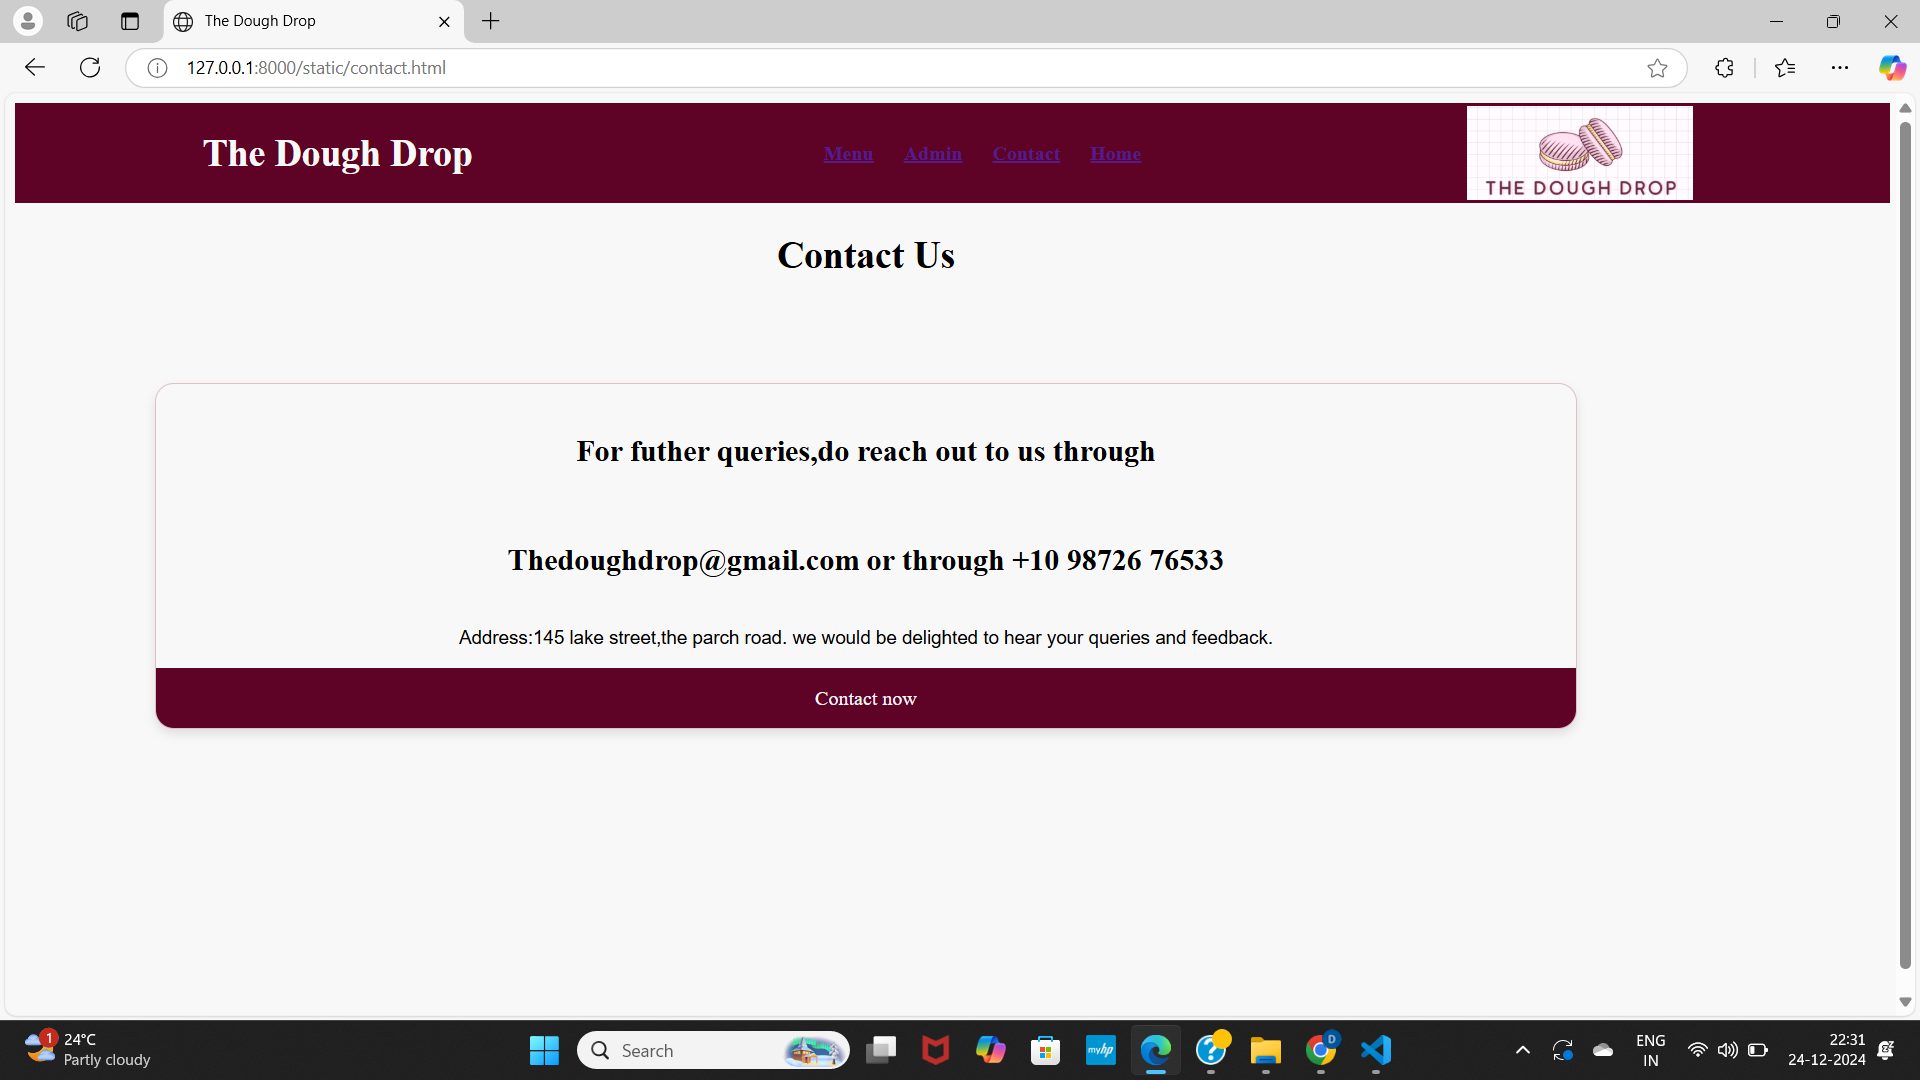 The Dough Drop
127.0.0.1:8000/static/contact.html
The Dough Drop
Menu Admin Contact Home
THE DOUGH DROP
Contact Us
For futher queries,do reach out to us through
Thedoughdrop@gmail.com or through +10 98726 76533
Address:145 lake street,the parch road. we would be delighted to hear your queries and feedback.
Contact now
1
24°C
Partly cloudy
Search
myhp
D
ENG
IN
22:31
24-12-2024